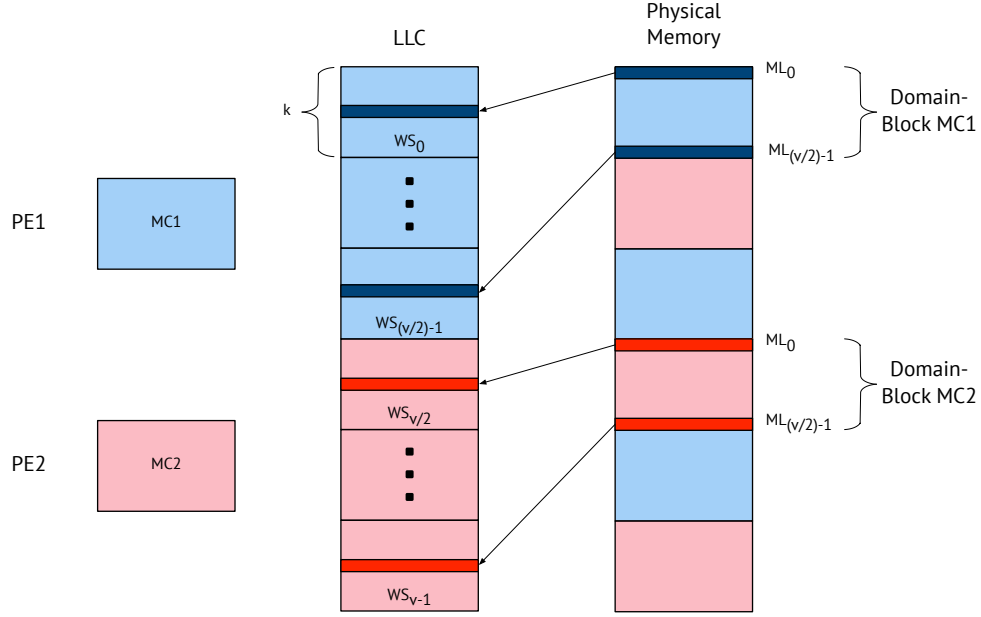 LLC
Physical
Memory
k
WS0
WS(v/2)-1
WSv/2
WSv-1
PE1
MC1
PE2
MC2
ML0
ML(v/2)-1
Domain-
Block MC1
ML0
ML(v/2)-1
Domain-
Block MC2